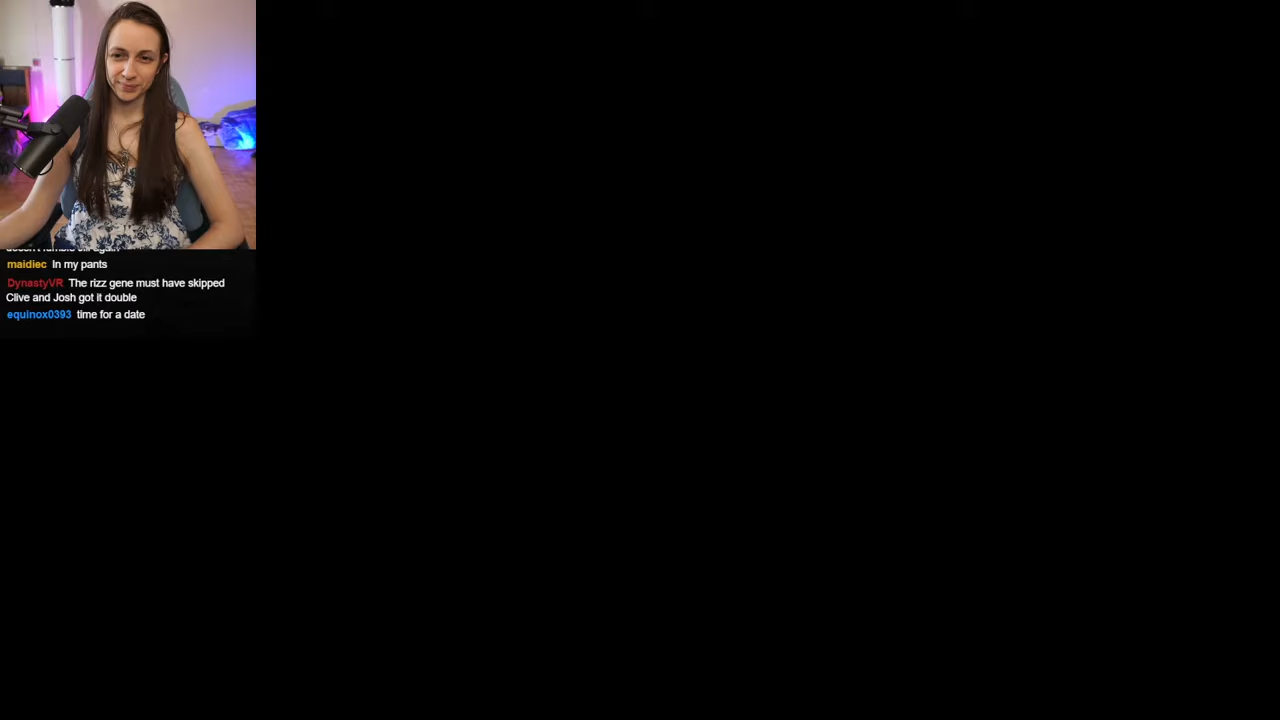 maidiec In my pants
DynastyVR The rizz gene must have skipped
Clive and Josh got it double
equinox0393 time for a date